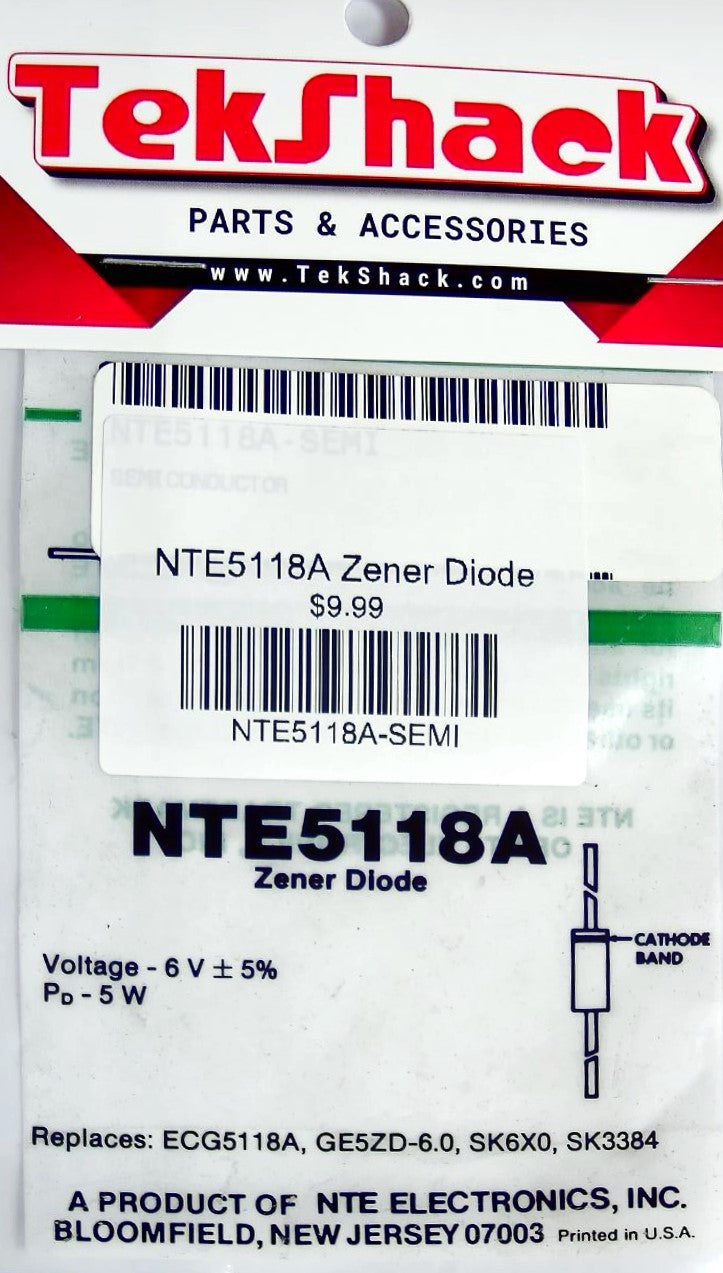 TekShack
PARTS & ACCESSORIES
www.TekShack.com
NTE5118A-SEMI
SEMICONDUCTOR
NTE5118A Zener Diode
$9.99
NTE5118A-SEMI
NTE5118A
Zener Diode
CATHODE
BAND
Voltage - 6 V ± 5%
PD - 5 W
Replaces: ECG5118A, GE5ZD-6.0, SK6X0, SK3384
A PRODUCT OF NTE ELECTRONICS, INC.
BLOOMFIELD, NEW JERSEY 07003 Printed in U.S.A.